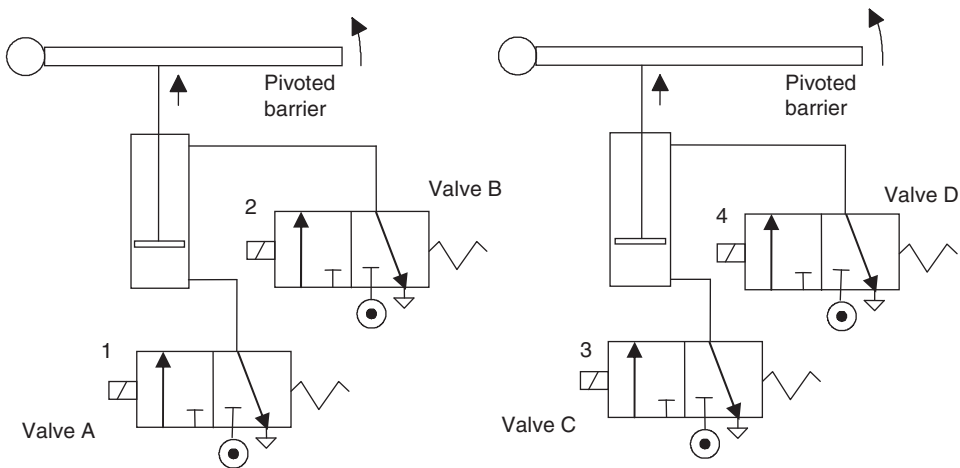 Pivoted
barrier
Valve B
2
1
Valve A
Pivoted
barrier
Valve D
4
3
Valve C